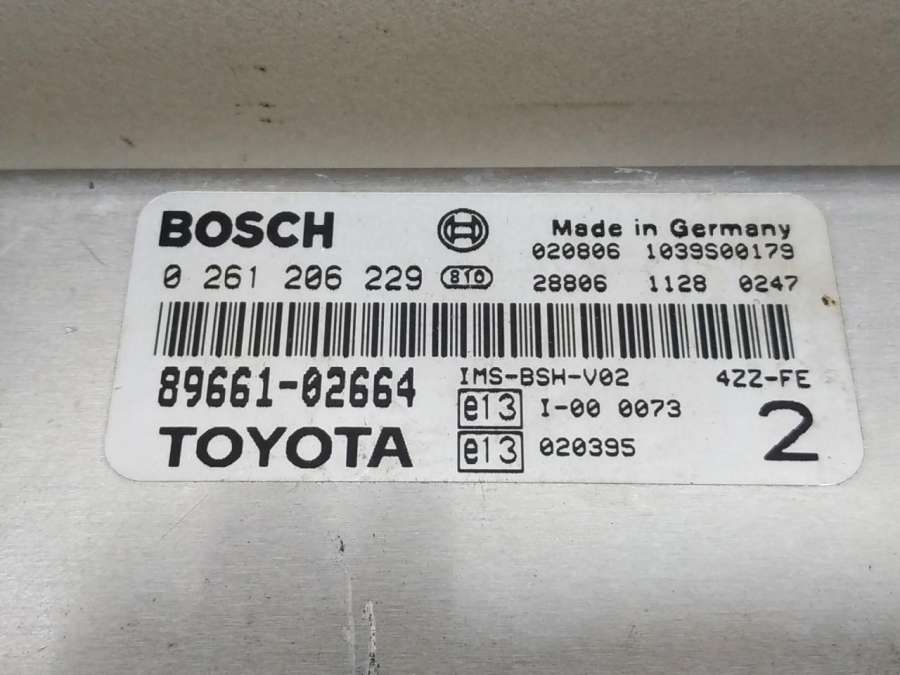 BOSCH
Made in Germany
020806 1039S00179
0 261 206 229 816
28806 1128 0247
IMS-BSH-V02 4ZZ-FE
89661-02664
e13 I-00 0073
TOYOTA
e13 020395
2